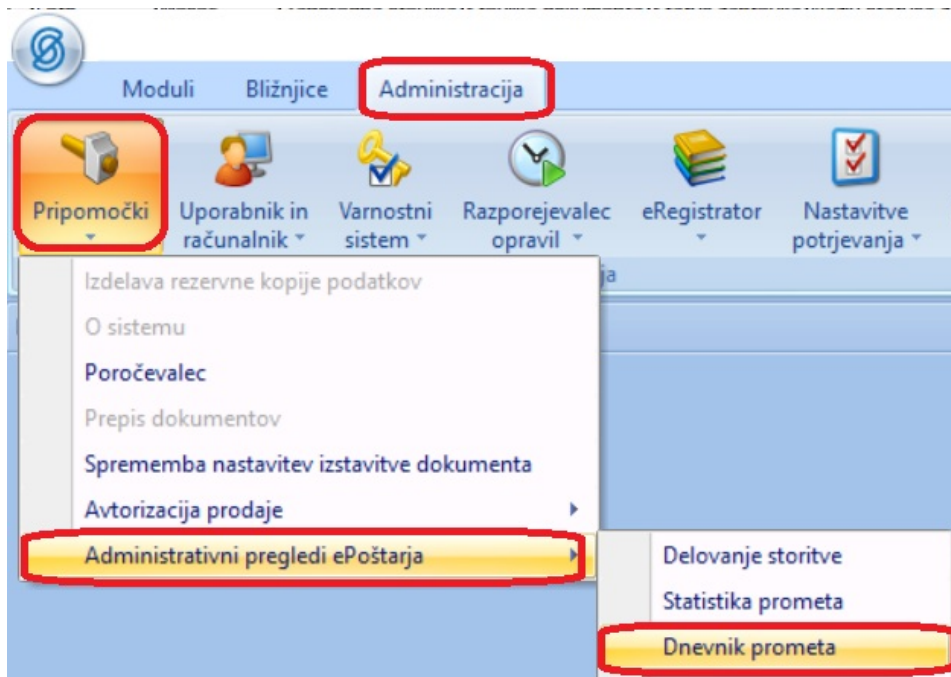 Moduli Bližnjice Administracija
Pripomočki Uporabnik in Varnostni Razporejevalec eRegistrator Nastavitve
računalnik sistem opravil potrjevanja
ja
Izdelava rezervne kopije podatkov
O sistemu
Poročevalec
Prepis dokumentov
Sprememba nastavitev izstavitve dokumenta
Avtorizacija prodaje
Administrativni pregledi ePoštarja
Delovanje storitve
Statistika prometa
Dnevnik prometa